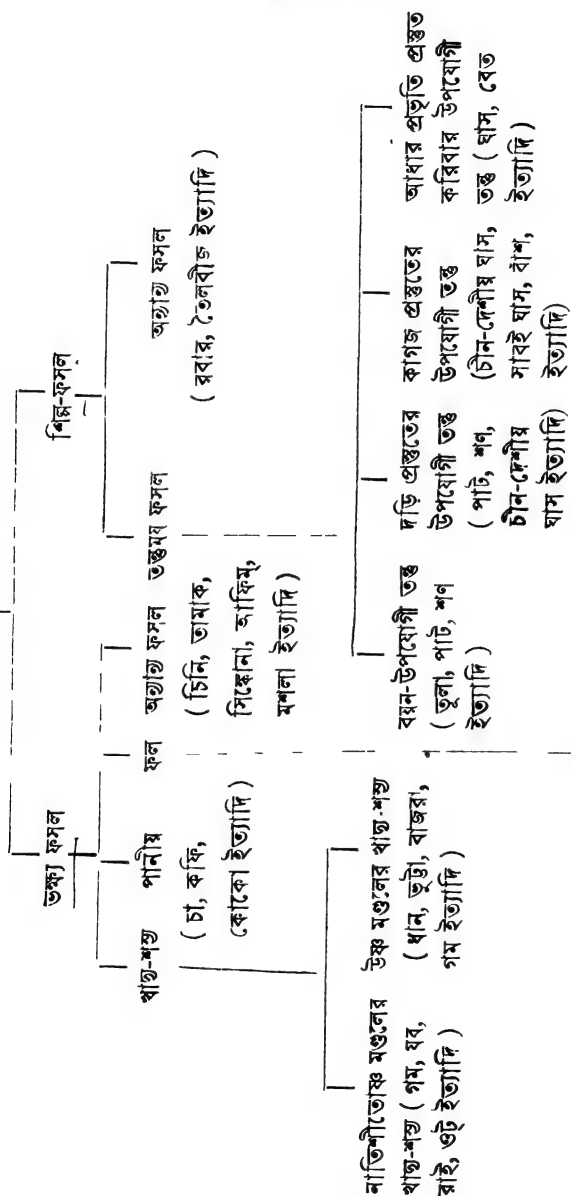 ভক্ষ্য ফসল
শিল্প-ফসল
খাদ্য-শস্য
পানীয়
(চা, কফি,
কোকো ইত্যাদি)
ফল
অন্যান্য ফসল
(চিনি, তামাক,
সিঙ্কোনা, আফিম্,
মশলা ইত্যাদি)
তন্তুময় ফসল
অন্যান্য ফসল
(রবার, তৈলবীজ ইত্যাদি)
নাতিশীতোষ্ণ মণ্ডলের
খাদ্য-শস্য (গম, যব,
রাই, ওট্ ইত্যাদি)
উষ্ণ মণ্ডলের খাদ্য-শস্য
(ধান, ভুট্টা, বাজরা,
গম ইত্যাদি)
বয়ন-উপযোগী তন্তু
(তুলা, পাট, শণ
ইত্যাদি)
দড়ি প্রস্তুতের
উপযোগী তন্তু
(পাট, শণ,
চীন-দেশীয়
ঘাস ইত্যাদি)
কাগজ প্রস্তুতের
উপযোগী তন্তু
(চীন-দেশীয় ঘাস,
সাবই ঘাস, বাঁশ,
ইত্যাদি)
আধার প্রভৃতি প্রস্তুত
করিবার উপযোগী
তন্তু (ঘাস, বেত
ইত্যাদি)